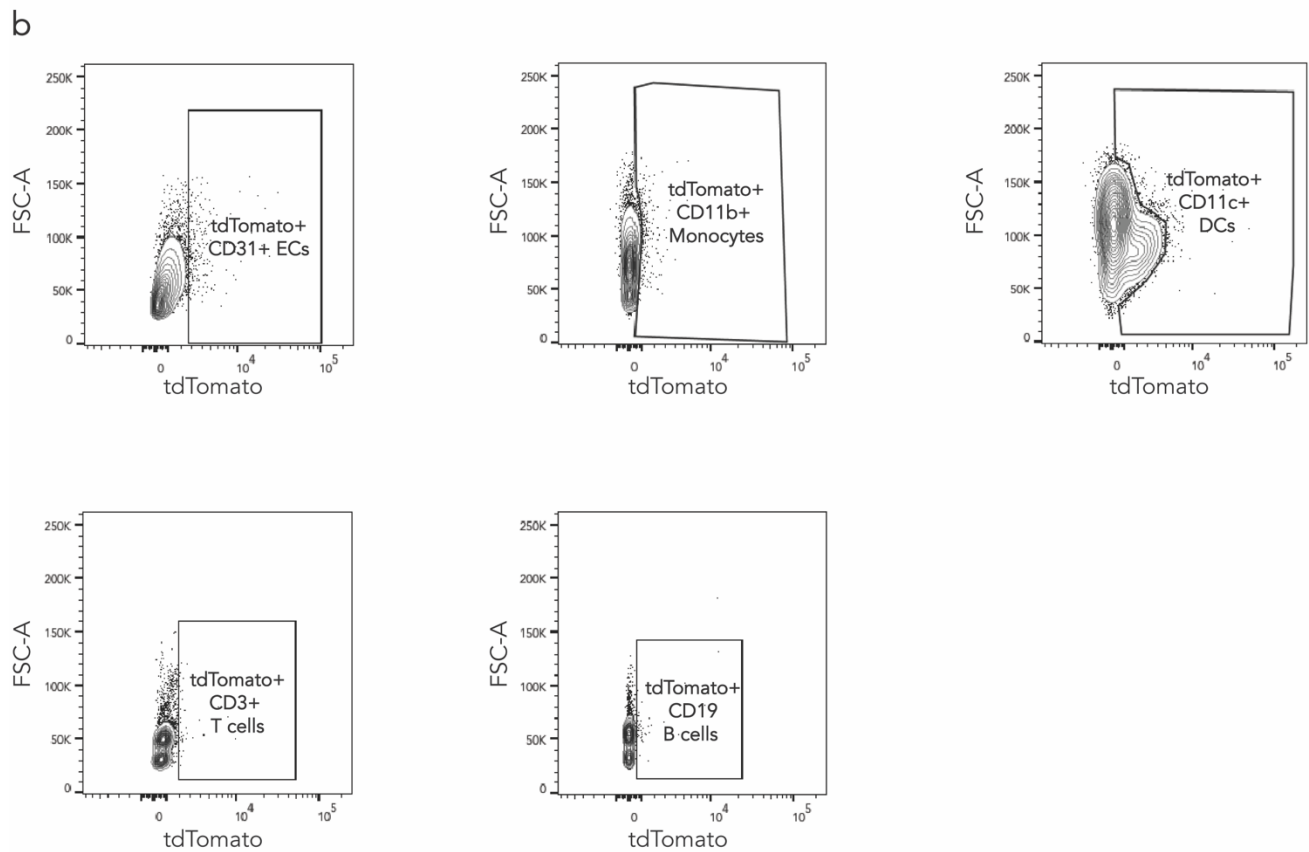 b
250K
200K
150K
100K
50K
0
FSC-A
tdTomato+
CD31+ ECs
0 10^4 10^5
tdTomato
250K
200K
150K
100K
50K
0
FSC-A
tdTomato+
CD11b+
Monocytes
0 10^4 10^5
tdTomato
250K
200K
150K
100K
50K
0
FSC-A
tdTomato+
CD11c+
DCs
0 10^4 10^5
tdTomato
250K
200K
150K
100K
50K
0
FSC-A
tdTomato+
CD3+
T cells
0 10^4 10^5
tdTomato
250K
200K
150K
100K
50K
0
FSC-A
tdTomato+
CD19
B cells
0 10^4 10^5
tdTomato